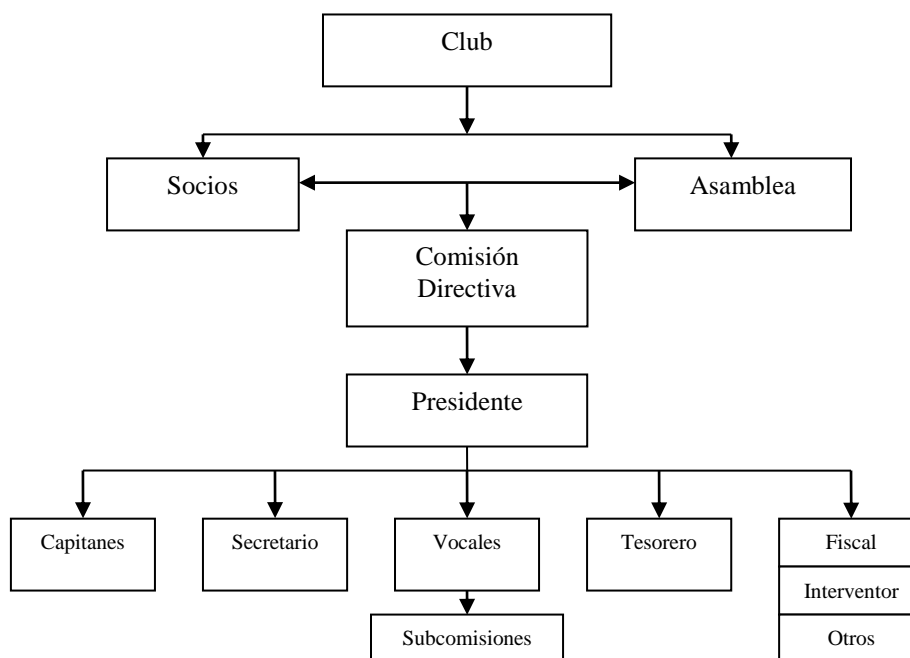 Club
Socios
Asamblea
Comisión
Directiva
Presidente
Capitanes
Secretario
Vocales
Tesorero
Fiscal
Interventor
Subcomisiones
Otros